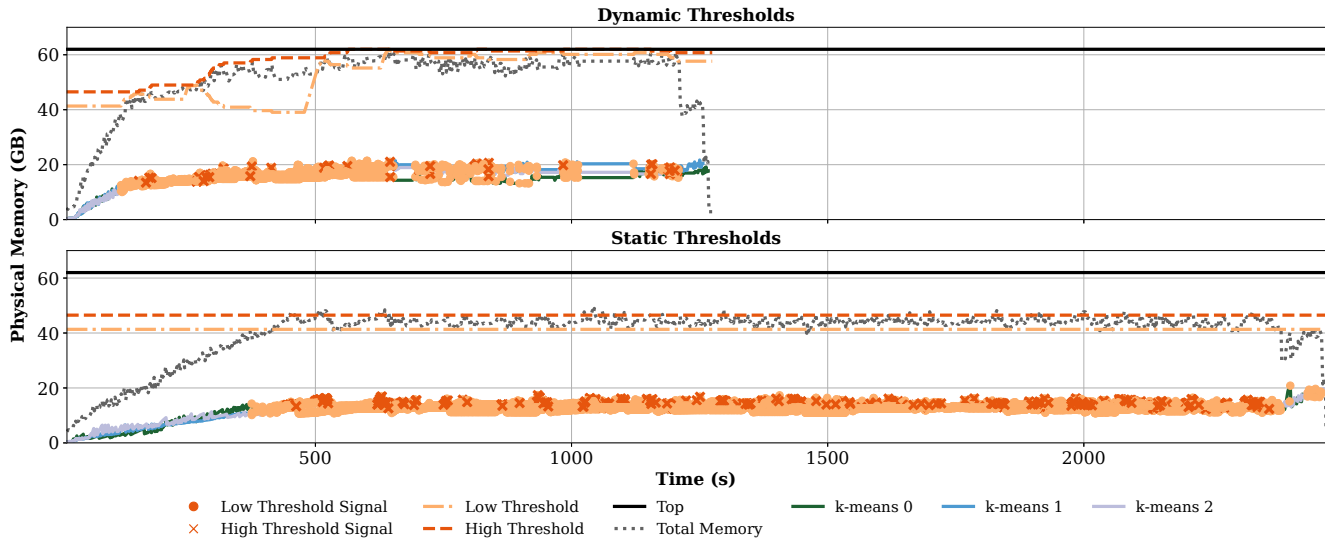 Dynamic Thresholds
60
40
20
0
Static Thresholds
60
40
20
0
500
1000
1500
2000
Physical Memory (GB)
Time (s)
Low Threshold Signal
Low Threshold
Top
k-means 0
k-means 1
k-means 2
High Threshold Signal
High Threshold
Total Memory